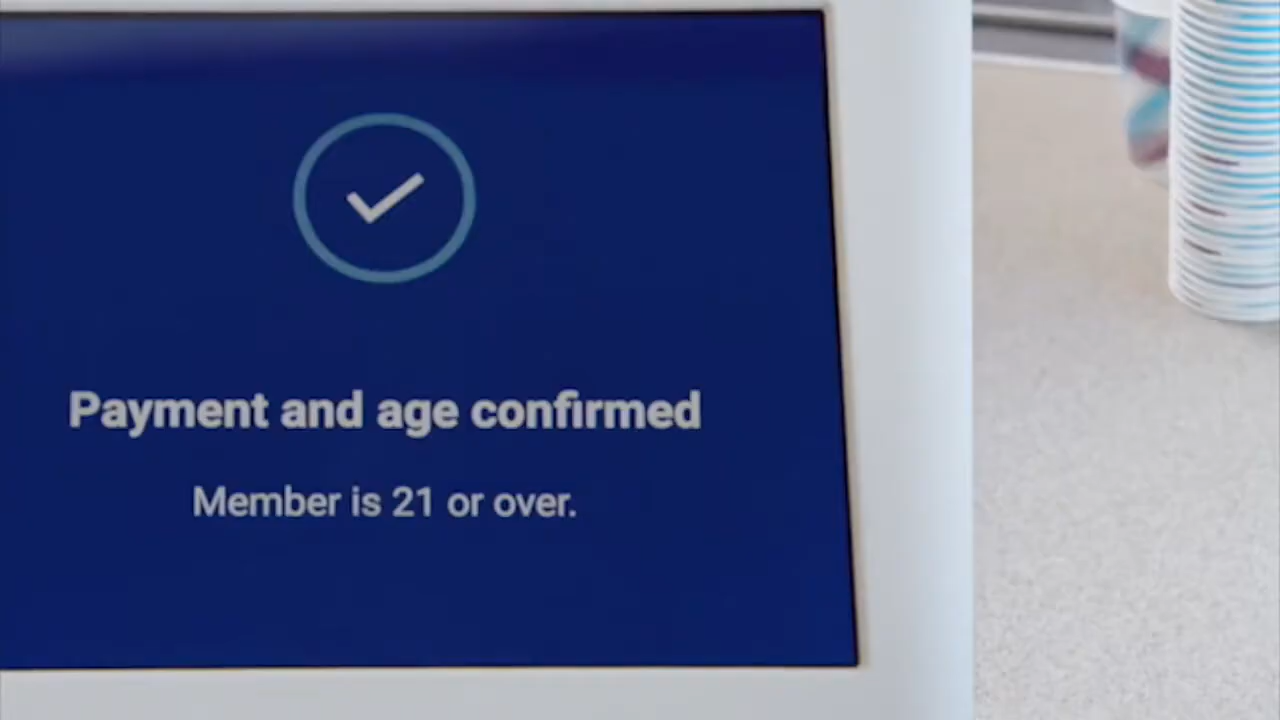 Payment and age confirmed
Member is 21 or over.